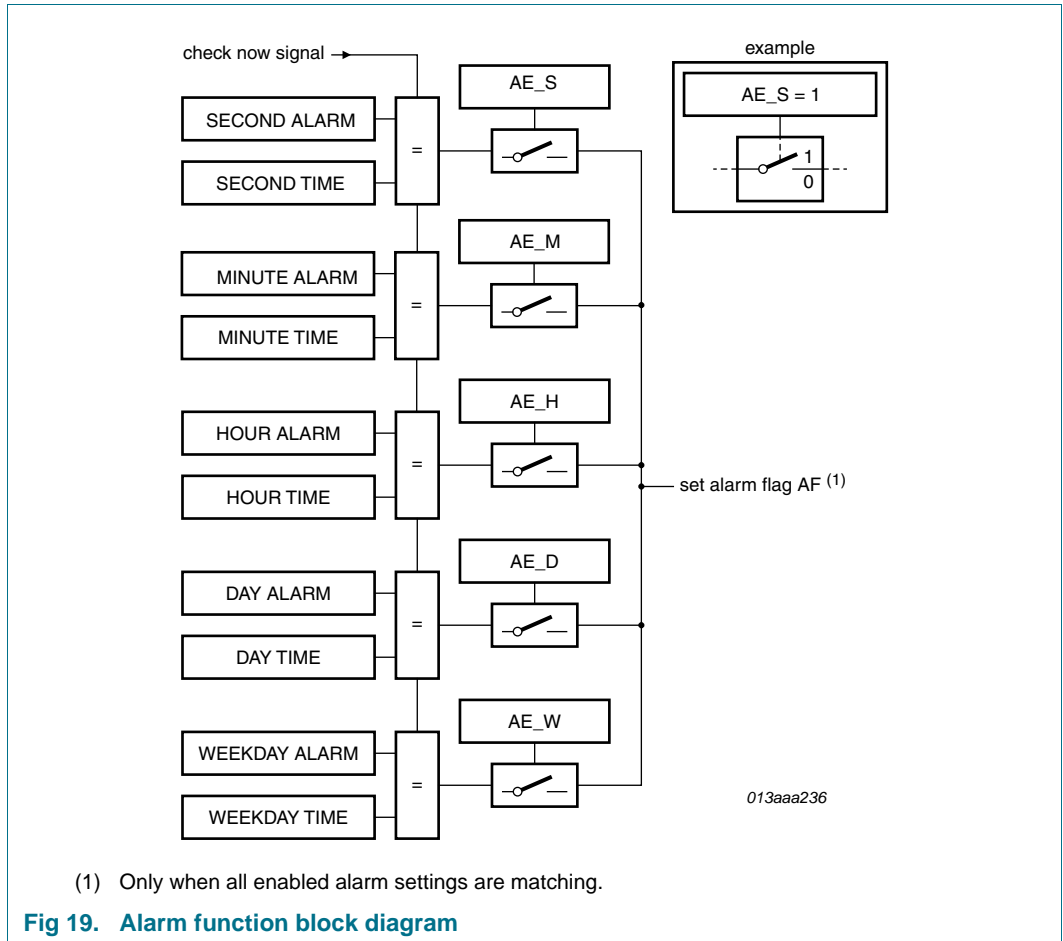 check now signal
example
AE_S
AE_S = 1
SECOND ALARM
=
1
SECOND TIME
0
AE_M
MINUTE ALARM
=
MINUTE TIME
AE_H
HOUR ALARM
=
set alarm flag AF (1)
HOUR TIME
AE_D
DAY ALARM
=
DAY TIME
AE_W
WEEKDAY ALARM
=
013aaa236
WEEKDAY TIME
(1) Only when all enabled alarm settings are matching.
Fig 19. Alarm function block diagram